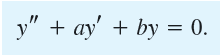 y″ + ay′ + by = 0.